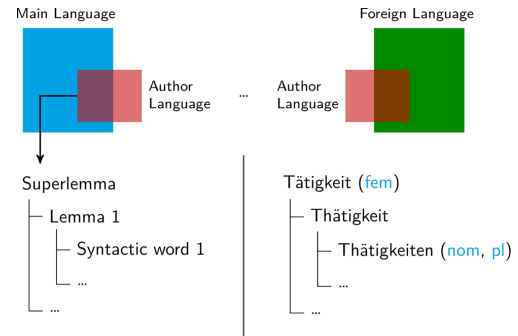 Main Language
Foreign Language
Author
Language
...
Author
Language
Superlemma
Lemma 1
Syntactic word 1
...
...
Tätigkeit (fem)
Thätigkeit
Thätigkeiten (nom, pl)
...
...